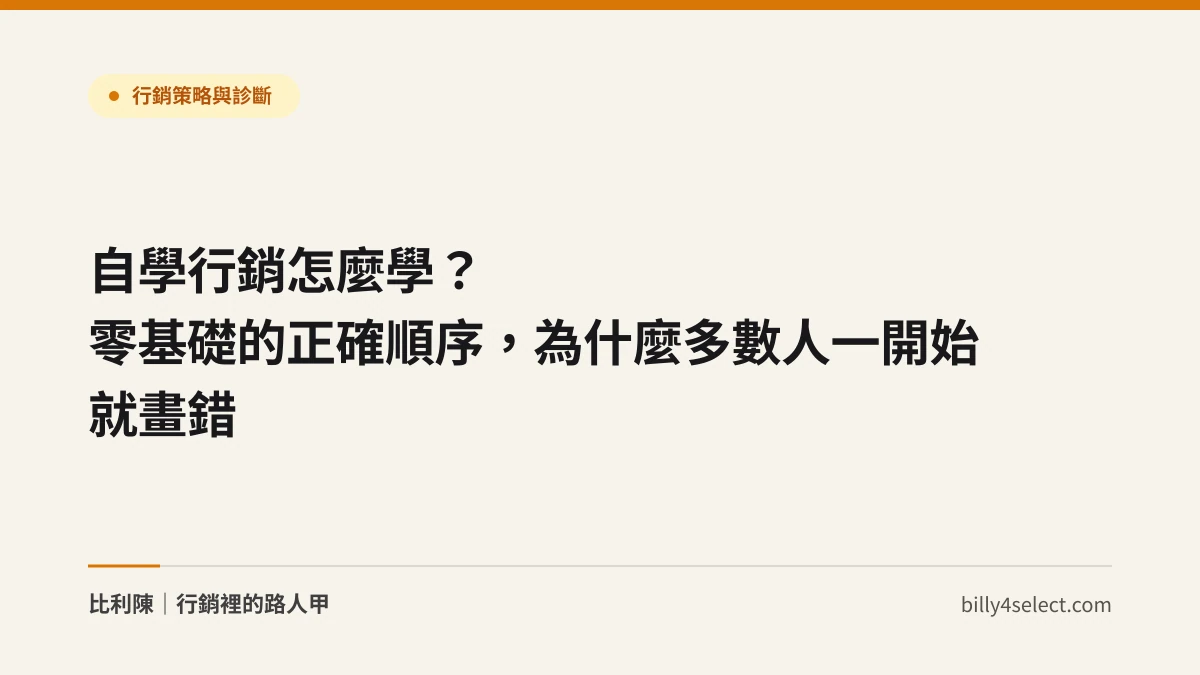 行銷策略與診斷
自學行銷怎麼學？
零基礎的正確順序，為什麼多數人一開始
就畫錯
比利陳｜行銷裡的路人甲
billy4select.com